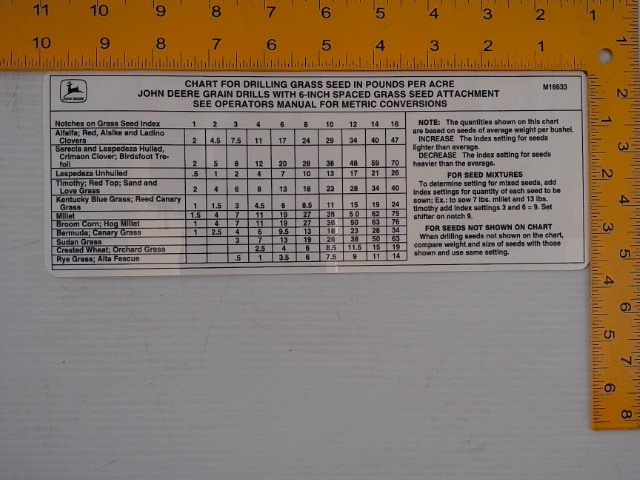 11 10 9 8 7 6 5 4 3 2 1
10 9 8 7 6 5 4 3 2 1
JOHN DEERE
CHART FOR DRILLING GRASS SEED IN POUNDS PER ACRE
JOHN DEERE GRAIN DRILLS WITH 6-INCH SPACED GRASS SEED ATTACHMENT
SEE OPERATORS MANUAL FOR METRIC CONVERSIONS
M16633
Notches on Grass Seed Index 1 2 3 4 6 8 10 12 14 16
Alfalfa; Red, Alsike and Ladino
Clovers 2 4.5 7.5 11 17 24 29 34 40 47
Serecia and Lespedeza Hulled,
Crimson Clover; Birdsfoot Tre-
foil 2 5 8 12 20 28 38 48 59 70
Lespedeza Unhulled .5 1 2 4 7 10 13 17 21 26
Timothy; Red Top; Sand and
Love Grass 2 4 6 8 13 18 23 28 34 40
Kentucky Blue Grass; Reed Canary
Grass 1 1.5 3 4.5 6 8.5 11 15 19 24
Millet 1.5 4 7 11 19 27 38 50 62 75
Broom Corn; Hog Millet 1 4 7 11 19 27 38 50 63 76
Bermuda; Canary Grass 1 2.5 4 6 9.5 13 18 23 28 34
Sudan Grass 3 7 13 19 26 38 50 63
Crested Wheat; Orchard Grass 2.5 4 6 8.5 11.5 15 19
Rye Grass; Alta Fescue .5 1 3.5 6 7.5 9 11 14
NOTE: The quantities shown on this chart
are based on seeds of average weight per bushel.
INCREASE The index setting for seeds
lighter than average.
DECREASE The index setting for seeds
heavier than the average.
FOR SEED MIXTURES
To determine setting for mixed seeds, add
index settings for quantity of each seed to be
sown; Ex.: to sow 7 lbs. millet and 13 lbs.
timothy add index settings 3 and 6 = 9. Set
shifter on notch 9.
FOR SEEDS NOT SHOWN ON CHART
When drilling seeds not shown on the chart,
compare weight and size of seeds with those
shown and use same setting.
1 2 3 4 5 6 7 8
2 3 4 5 6